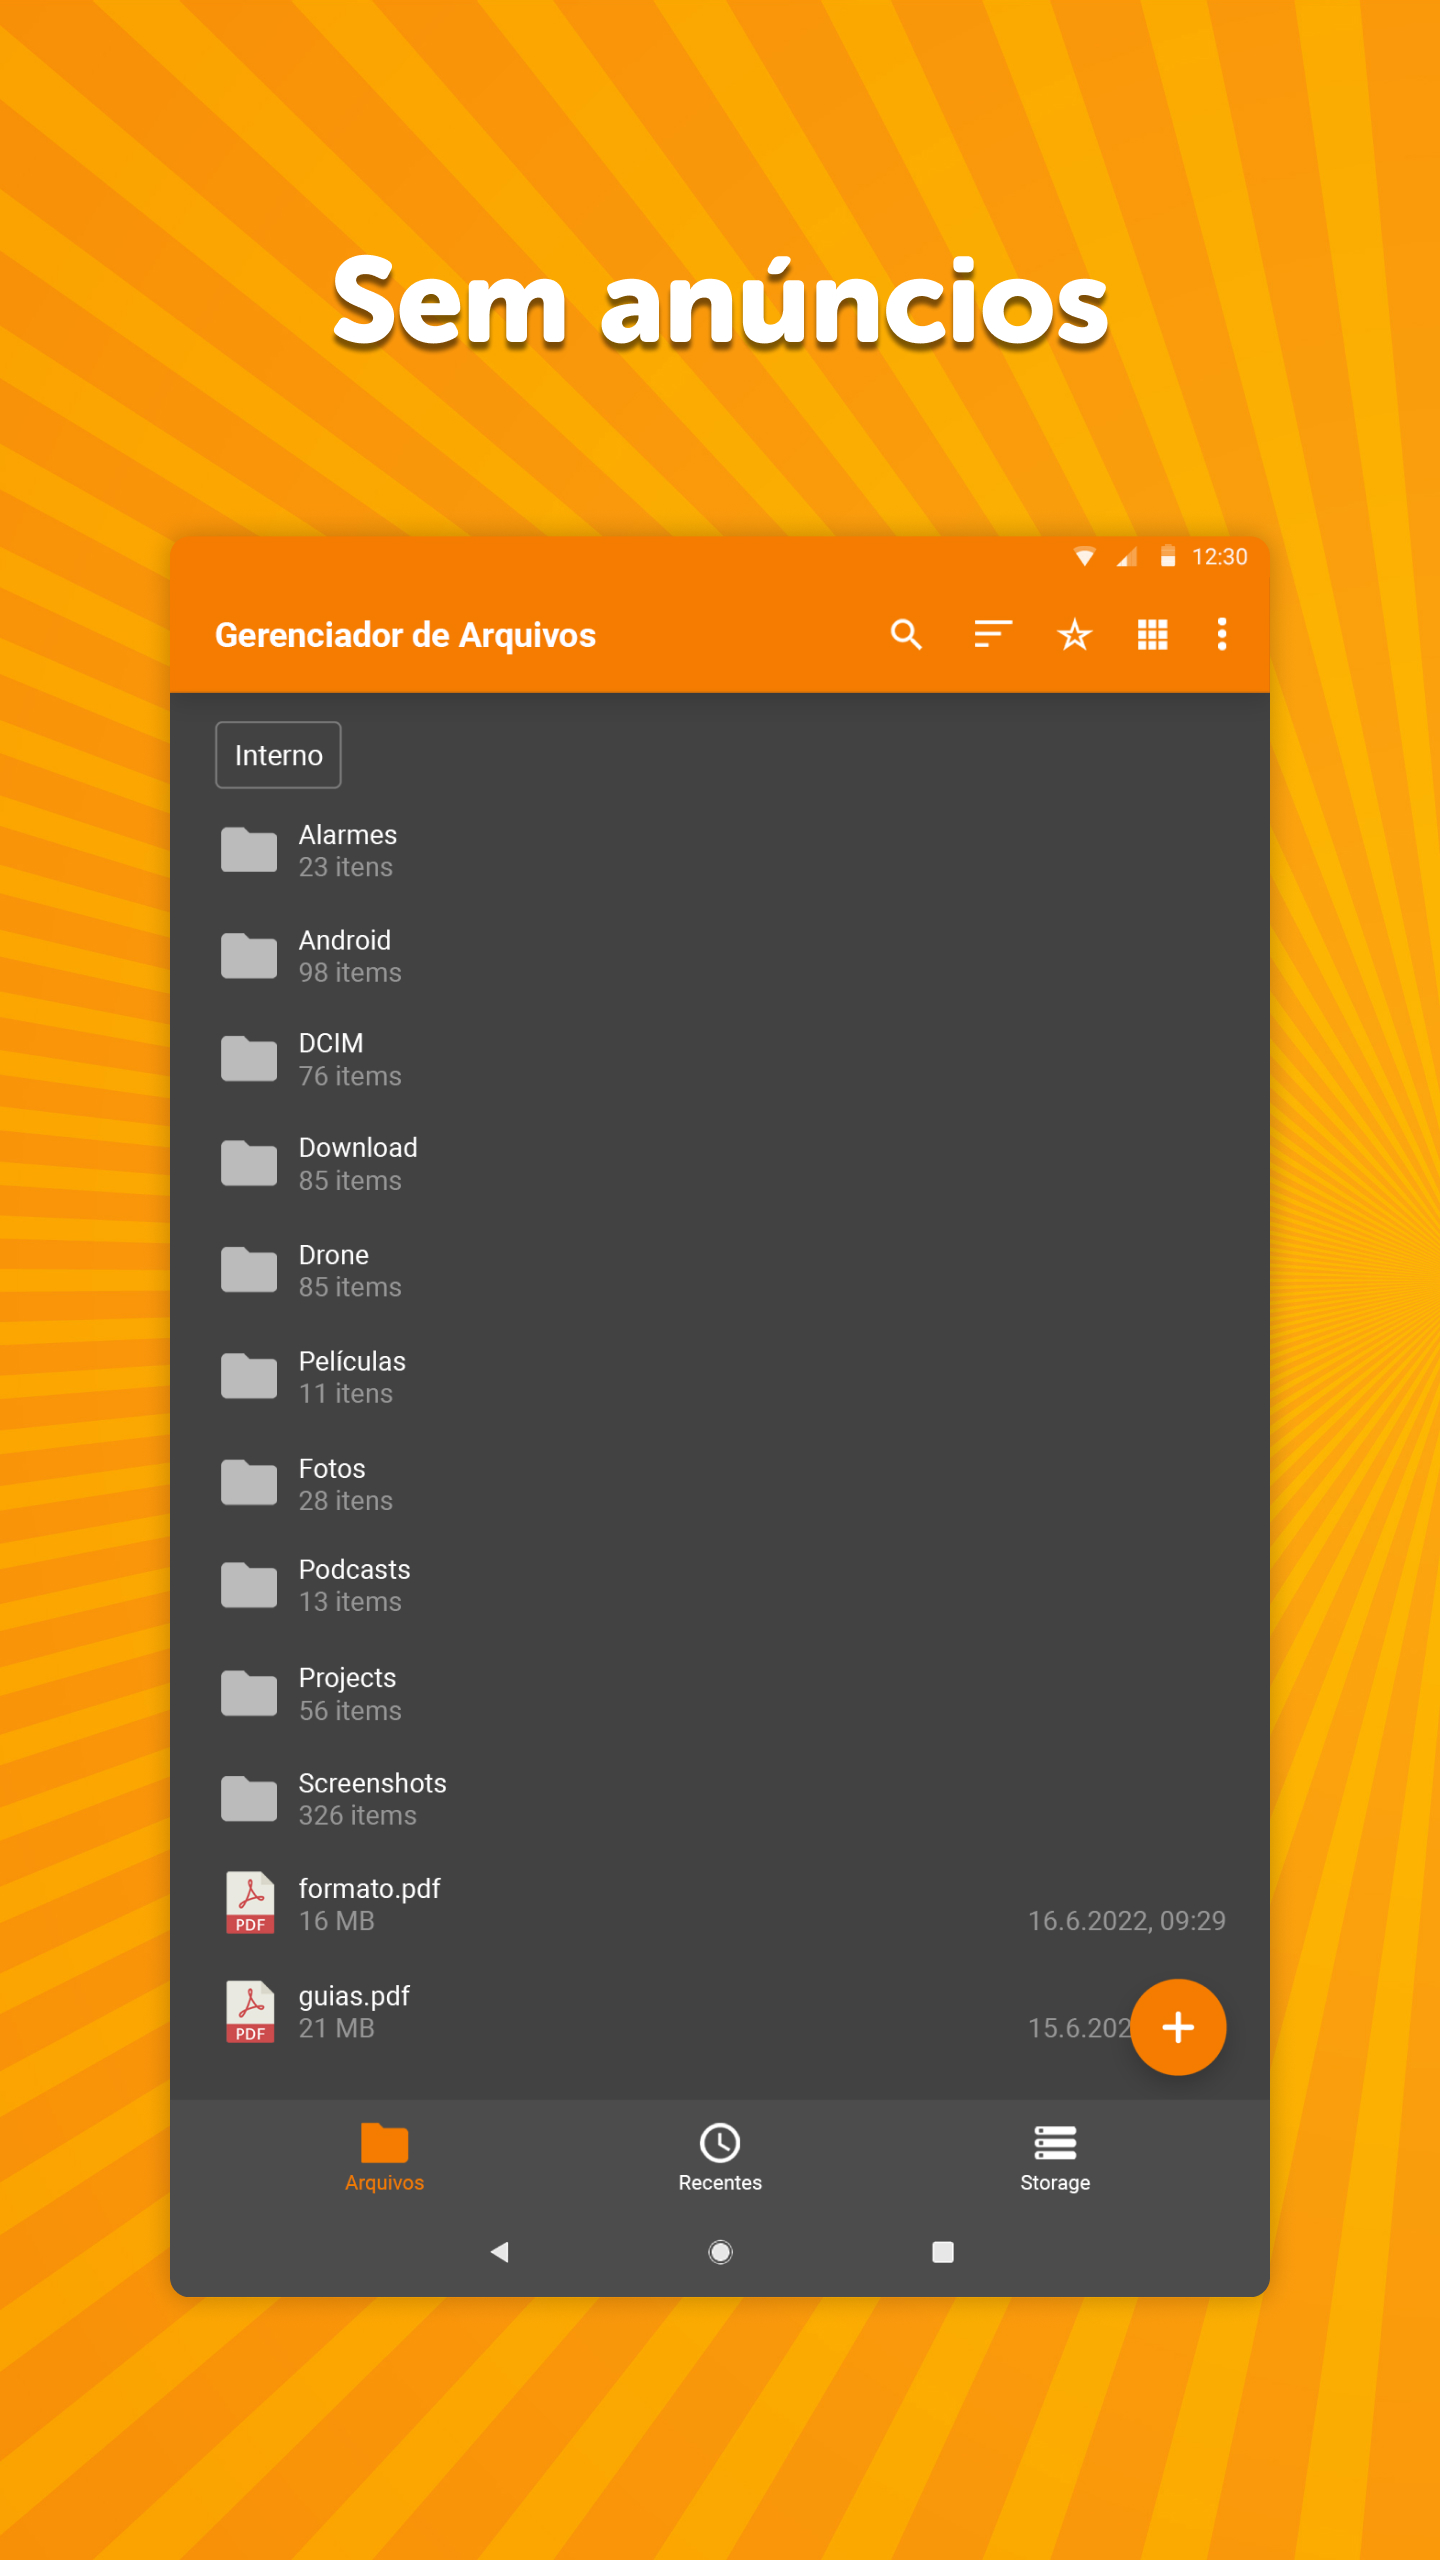 Sem anúncios
12:30
Gerenciador de Arquivos
Interno
Alarmes
23 itens
Android
98 items
DCIM
76 items
Download
85 items
Drone
85 items
Películas
11 itens
Fotos
28 itens
Podcasts
13 items
Projects
56 items
Screenshots
326 items
formato.pdf
16 MB
16.6.2022, 09:29
PDF
guias.pdf
21 MB
15.6.202
PDF
Arquivos
Recentes
Storage